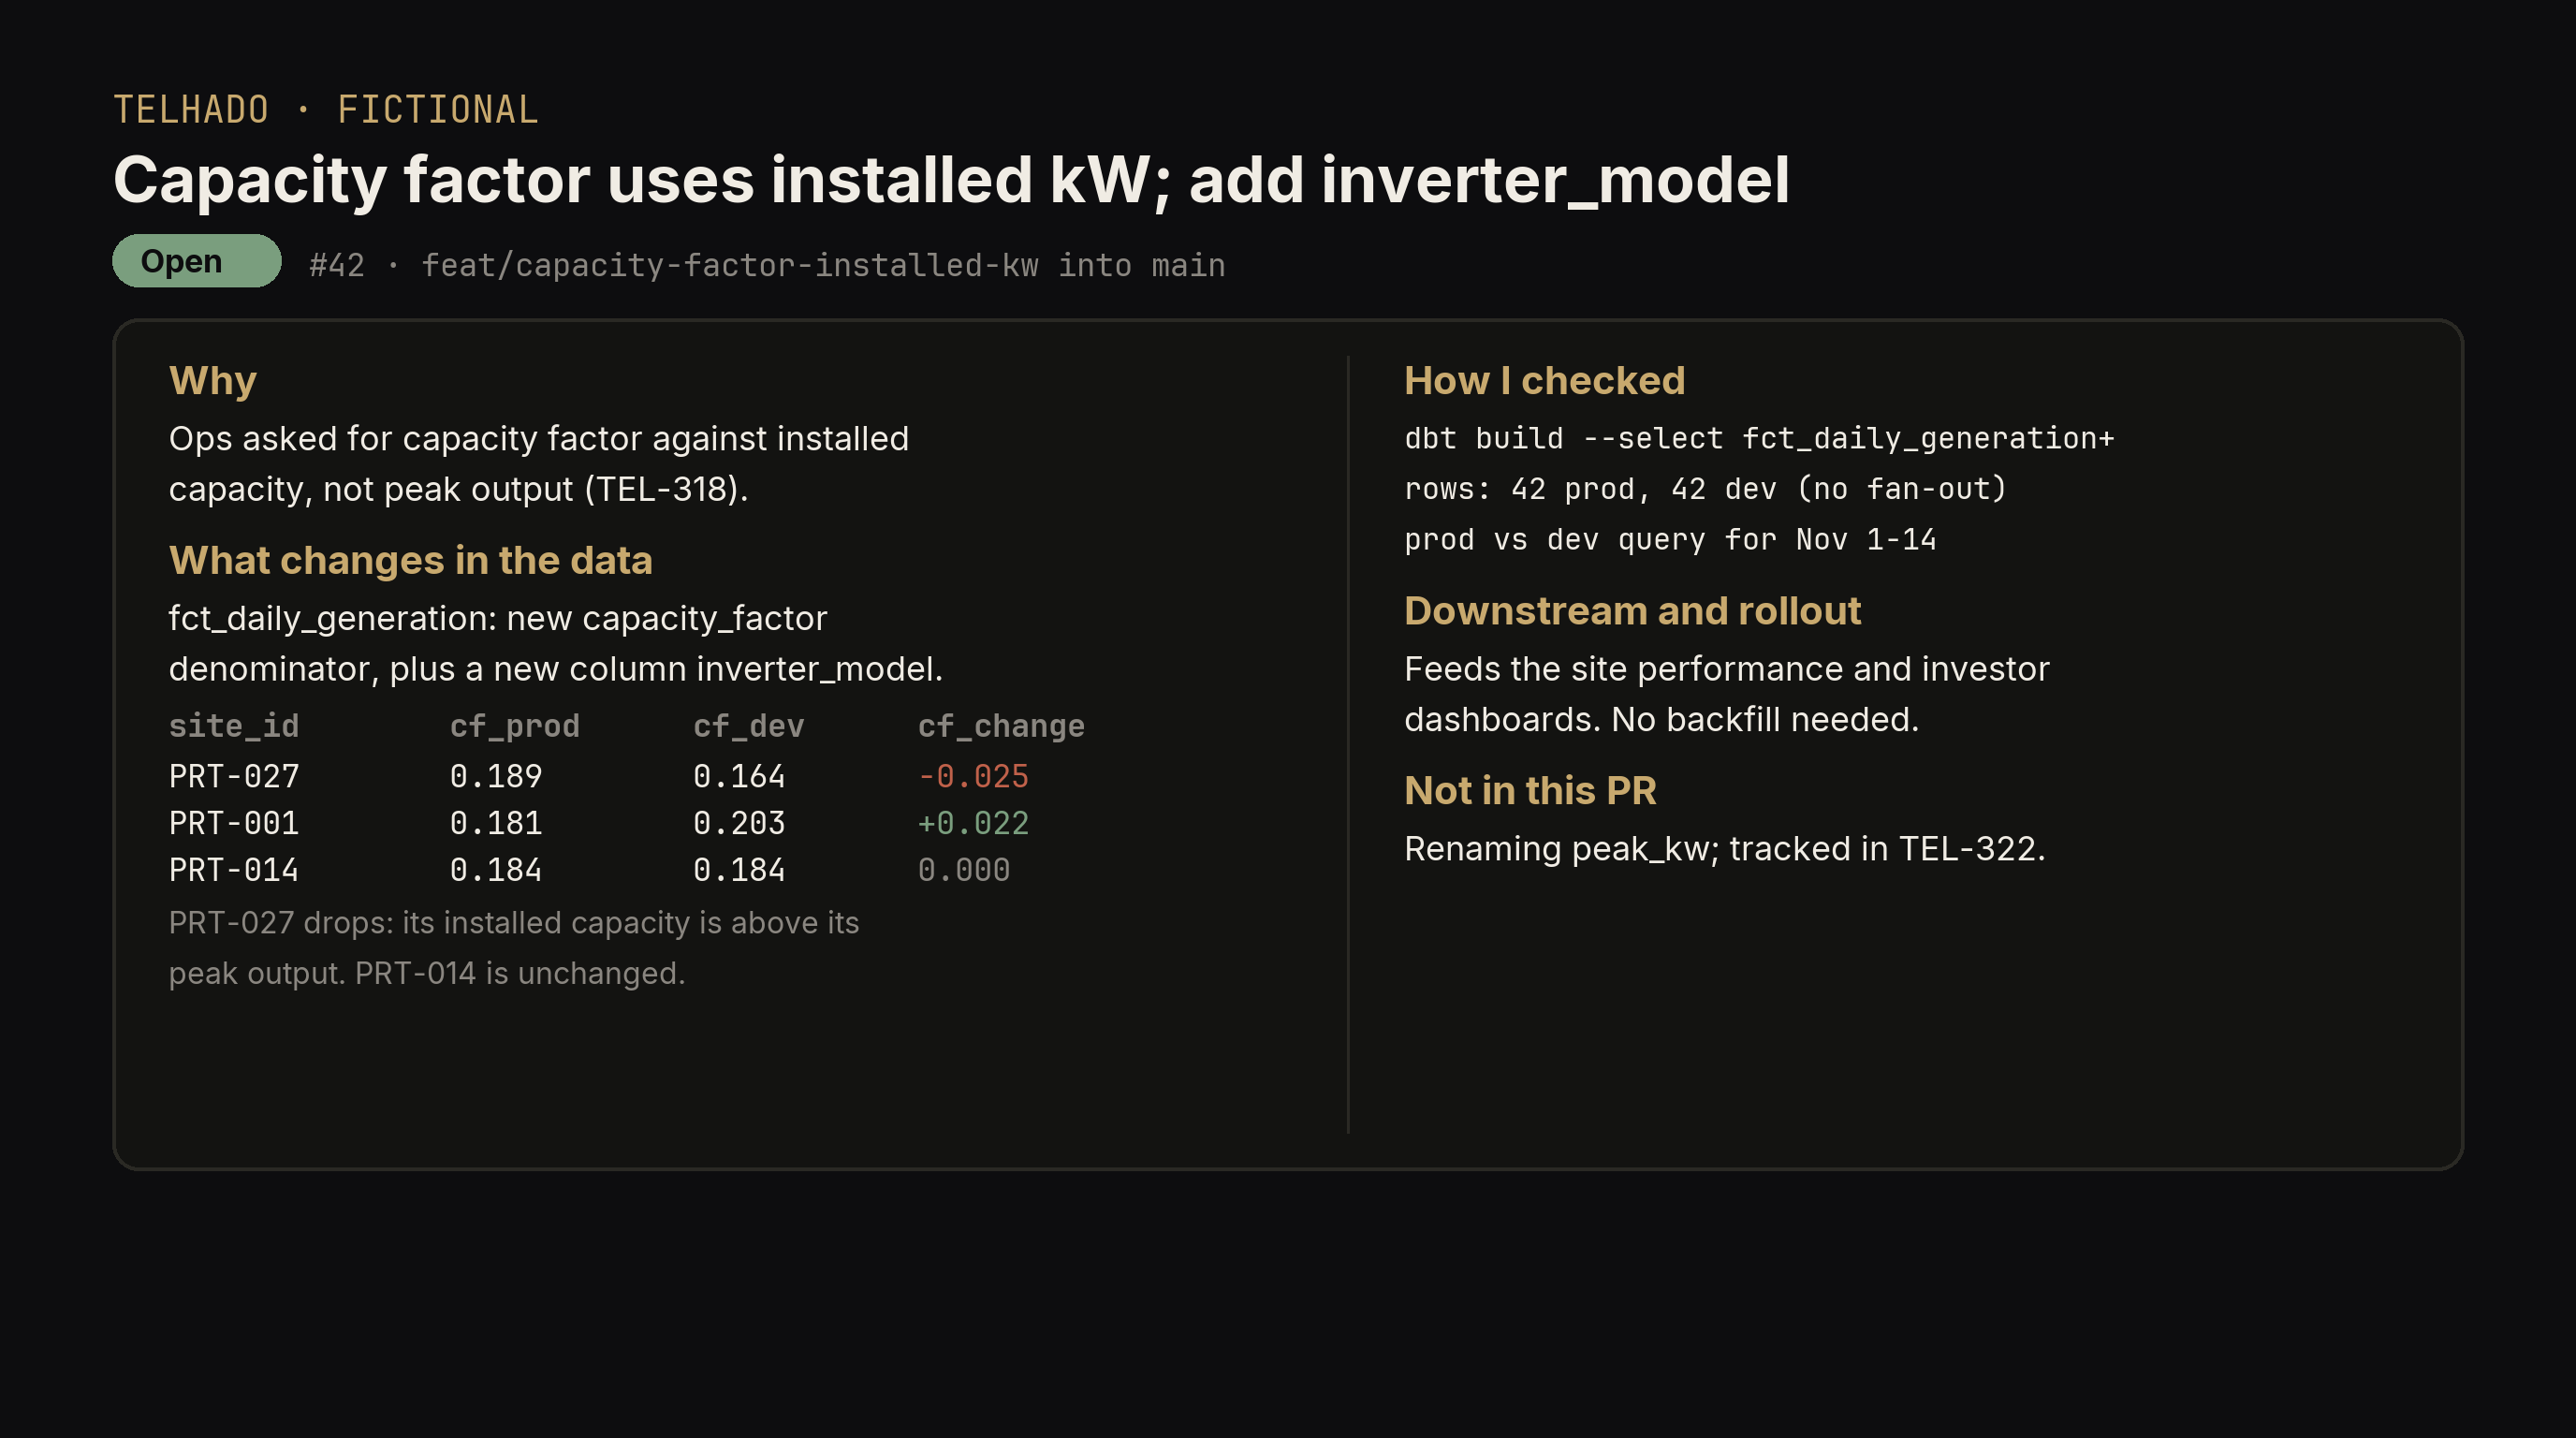 TELHADO · FICTIONAL
Capacity factor uses installed kW; add inverter_model
Open
#42 · feat/capacity-factor-installed-kw into main
Why
Ops asked for capacity factor against installed
capacity, not peak output (TEL-318).
What changes in the data
fct_daily_generation: new capacity_factor
denominator, plus a new column inverter_model.
site_id cf_prod cf_dev cf_change
PRT-027 0.189 0.164 -0.025
PRT-001 0.181 0.203 +0.022
PRT-014 0.184 0.184 0.000
PRT-027 drops: its installed capacity is above its
peak output. PRT-014 is unchanged.
How I checked
dbt build --select fct_daily_generation+
rows: 42 prod, 42 dev (no fan-out)
prod vs dev query for Nov 1-14
Downstream and rollout
Feeds the site performance and investor
dashboards. No backfill needed.
Not in this PR
Renaming peak_kw; tracked in TEL-322.